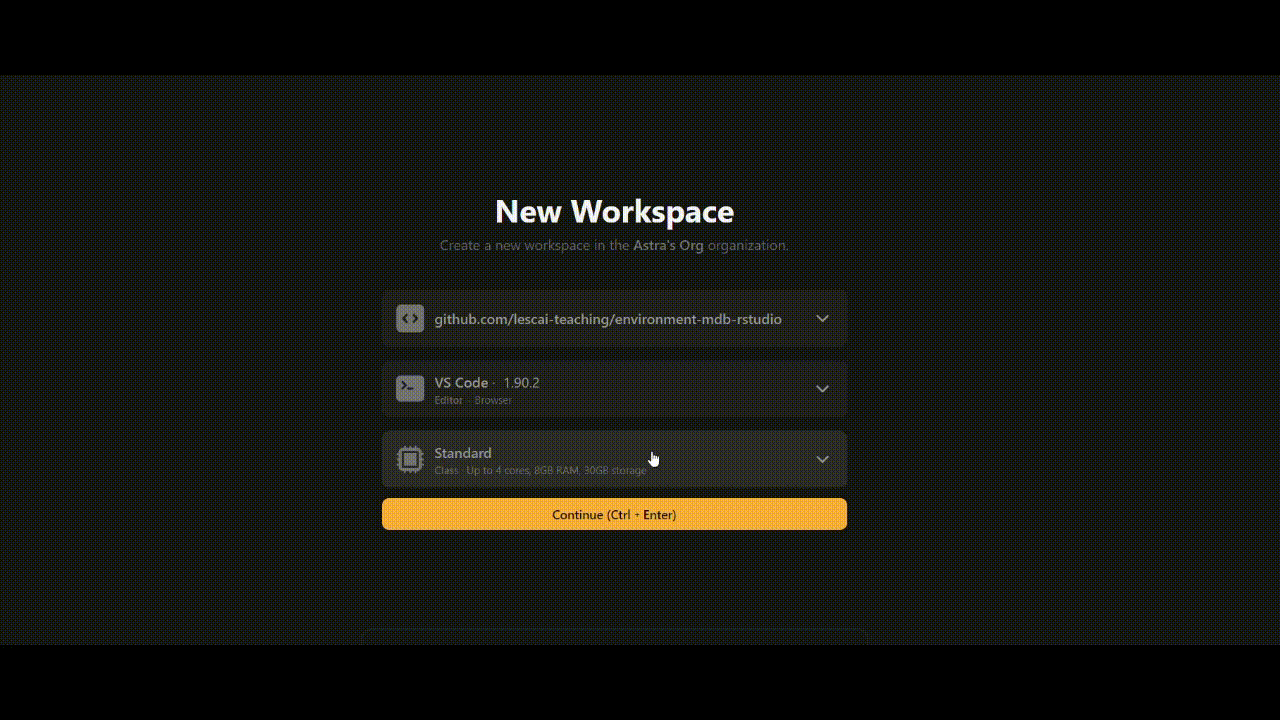 New Workspace
Create a new workspace in the Astra's Org organization.
github.com/lescai-teaching/environment-mdb-rstudio
VS Code · 1.90.2
Editor · Browser
Standard
Class · Up to 4 cores, 8GB RAM, 30GB storage
Continue (Ctrl + Enter)